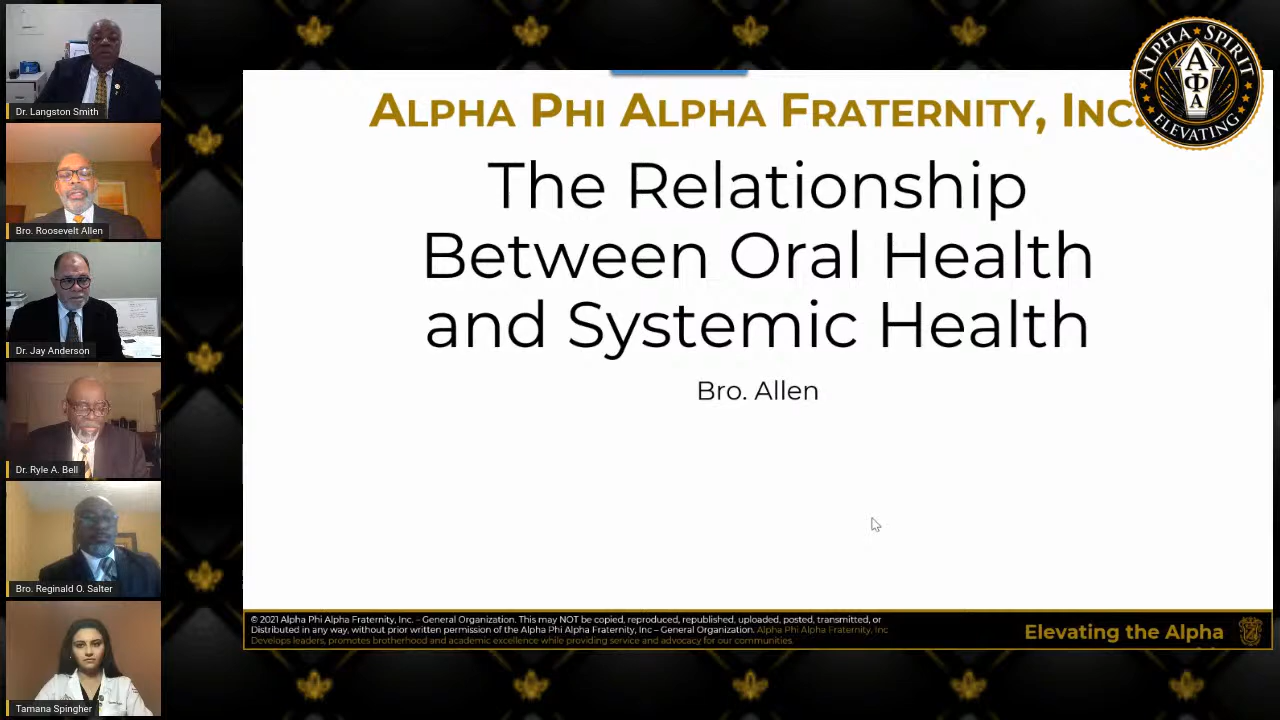 Dr. Langston Smith
Bro. Roosevelt Allen
Dr. Jay Anderson
Dr. Ryle A. Bell
Bro. Reginald O. Salter
Tamana Spingher
ALPHA PHI ALPHA FRATERNITY, INC.
The Relationship
Between Oral Health
and Systemic Health
Bro. Allen
ALPHA SPIRIT
ΑΦΑ
ELEVATING
© 2021 Alpha Phi Alpha Fraternity, Inc. – General Organization. This may NOT be copied, reproduced, republished, uploaded, posted, transmitted, or
Distributed in any way, without prior written permission of the Alpha Phi Alpha Fraternity, Inc – General Organization. Alpha Phi Alpha Fraternity, Inc
Develops leaders, promotes brotherhood and academic excellence while providing service and advocacy for our communities.
Elevating the Alpha